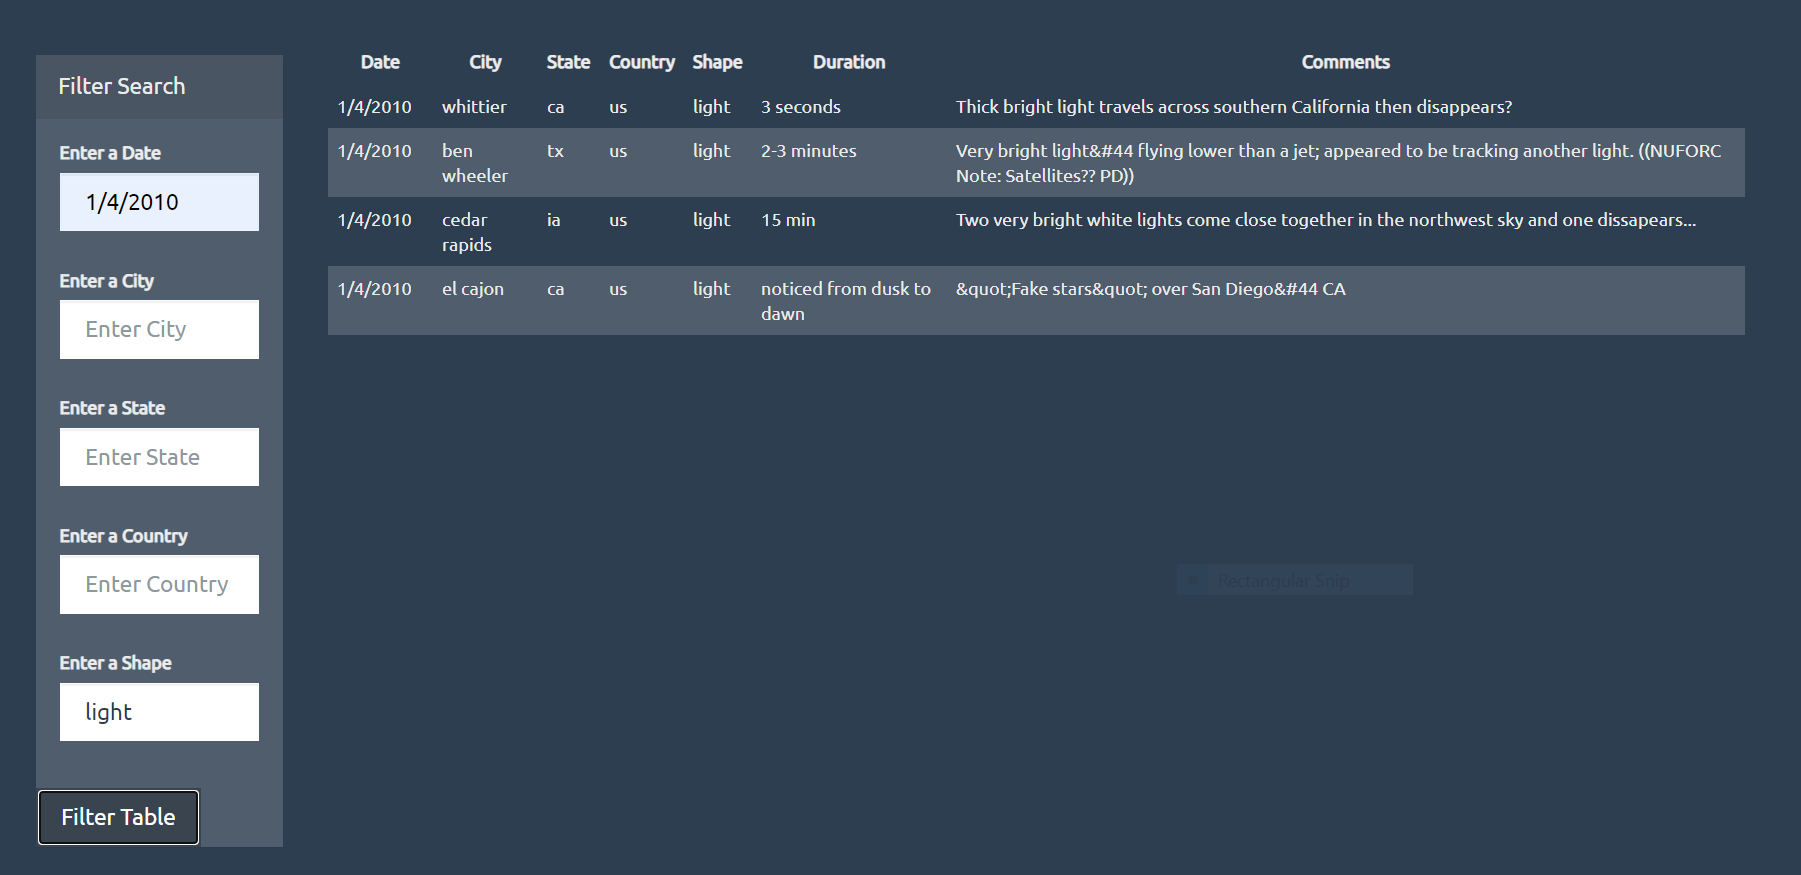 Filter Search
Enter a Date
1/4/2010
Enter a City
Enter City
Enter a State
Enter State
Enter a Country
Enter Country
Enter a Shape
light
Filter Table
Date City State Country Shape Duration Comments
1/4/2010 whittier ca us light 3 seconds Thick bright light travels across southern California then disappears?
1/4/2010 ben tx us light 2-3 minutes Very bright light&#44 flying lower than a jet; appeared to be tracking another light. ((NUFORC
wheeler Note: Satellites?? PD))
1/4/2010 cedar ia us light 15 min Two very bright white lights come close together in the northwest sky and one dissapears...
rapids
1/4/2010 el cajon ca us light noticed from dusk to &quot;Fake stars&quot; over San Diego&#44 CA
dawn
Rectangular Snip